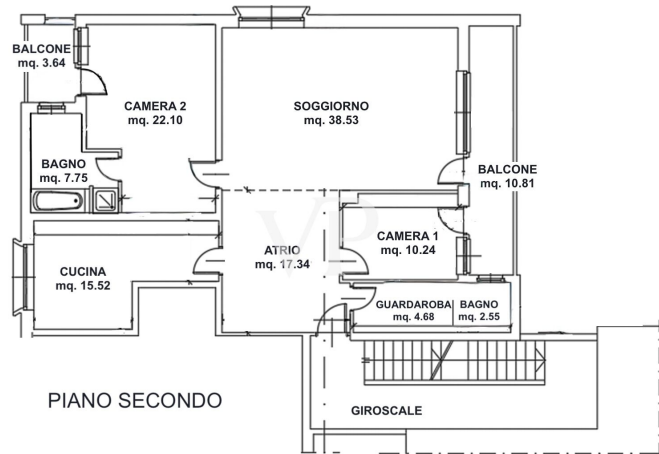 BALCONE
mq. 3.64
CAMERA 2
mq. 22.10
SOGGIORNO
mq. 38.53
BAGNO
mq. 7.75
BALCONE
mq. 10.81
CAMERA 1
mq. 10.24
ATRIO
mq. 17.34
CUCINA
mq. 15.52
GUARDAROBA
mq. 4.68
BAGNO
mq. 2.55
PIANO SECONDO
GIROSCALE
VP